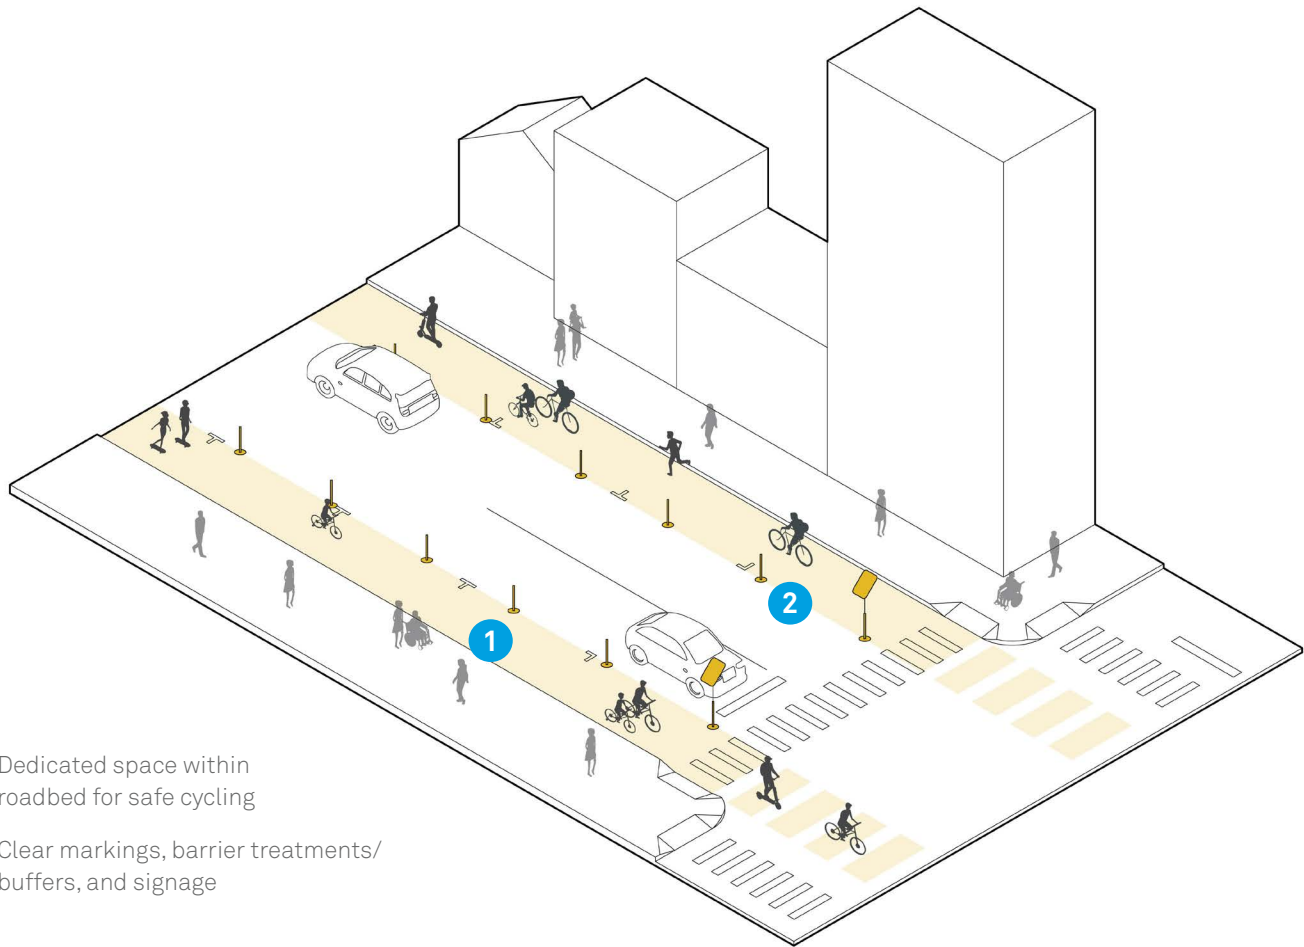 2
1
Dedicated space within
roadbed for safe cycling
Clear markings, barrier treatments/
buffers, and signage